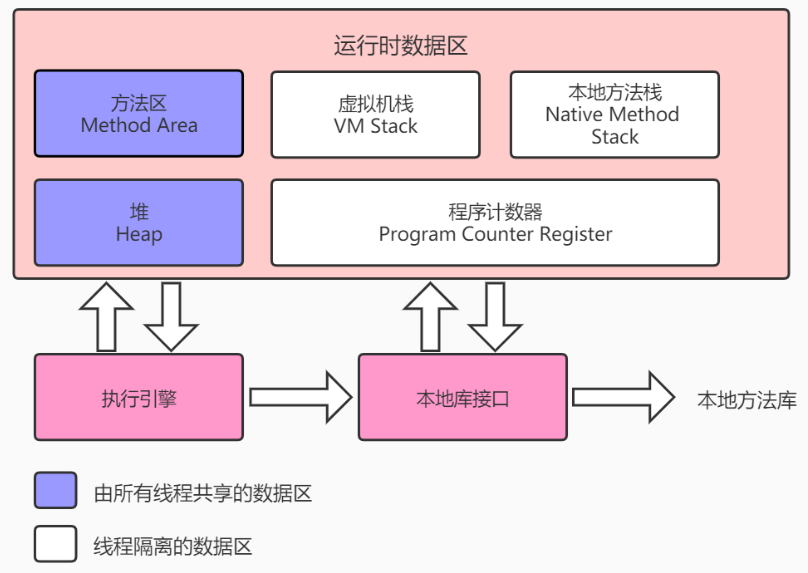 运行时数据区
方法区
Method Area
虚拟机栈
VM Stack
本地方法栈
Native Method
Stack
堆
Heap
程序计数器
Program Counter Register
执行引擎
本地库接口
本地方法库
由所有线程共享的数据区
线程隔离的数据区